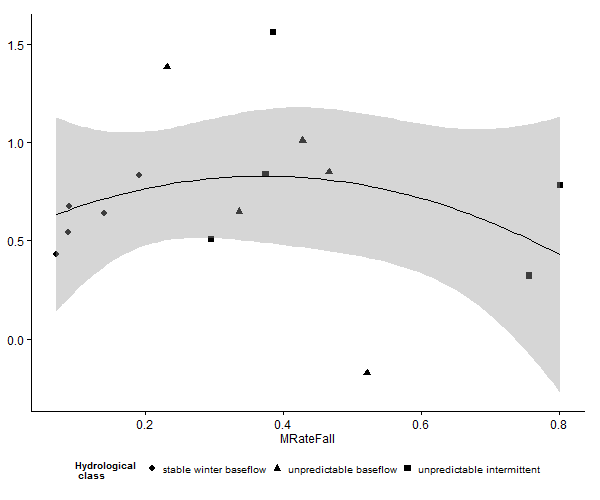 1.5
1.0
0.5
0.0
0.2 0.4 0.6 0.8
MRateFall
Hydrological
class
stable winter baseflow unpredictable baseflow unpredictable intermittent